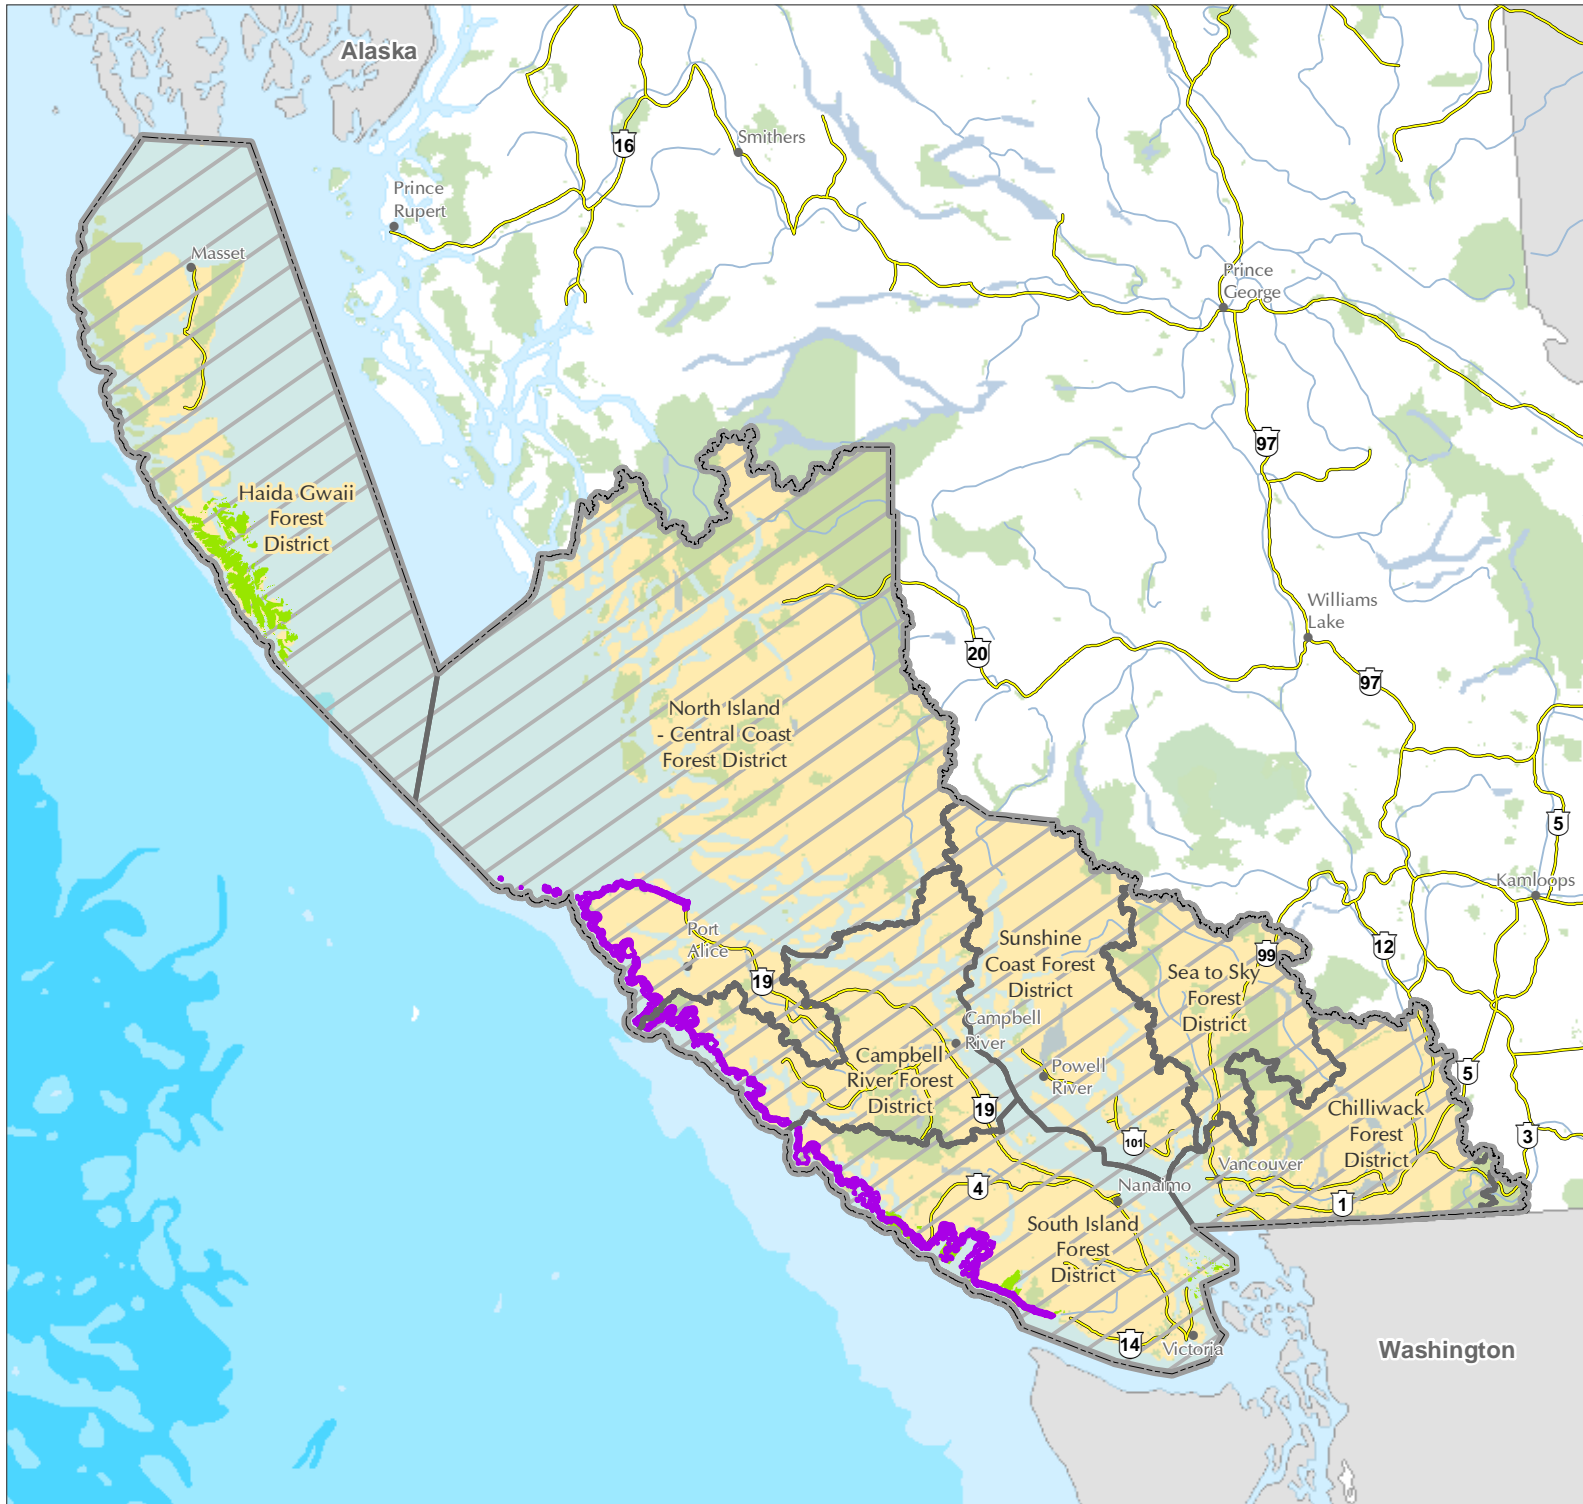 Alaska
16
Smithers
Prince
Rupert
Masset
Prince
George
97
Haida Gwaii
Forest
District
Williams
Lake
20
97
North Island
- Central Coast
Forest District
5
Kamloops
Port
Alice
19
Sunshine
Coast Forest
District
99
12
Sea to Sky
Forest
District
Campbell
River
Campbell
River Forest
District
Powell
River
5
19
101
Chilliwack
Forest
District
3
Vancouver
4
Nanaimo
1
South Island
Forest
District
14
Victoria
Washington